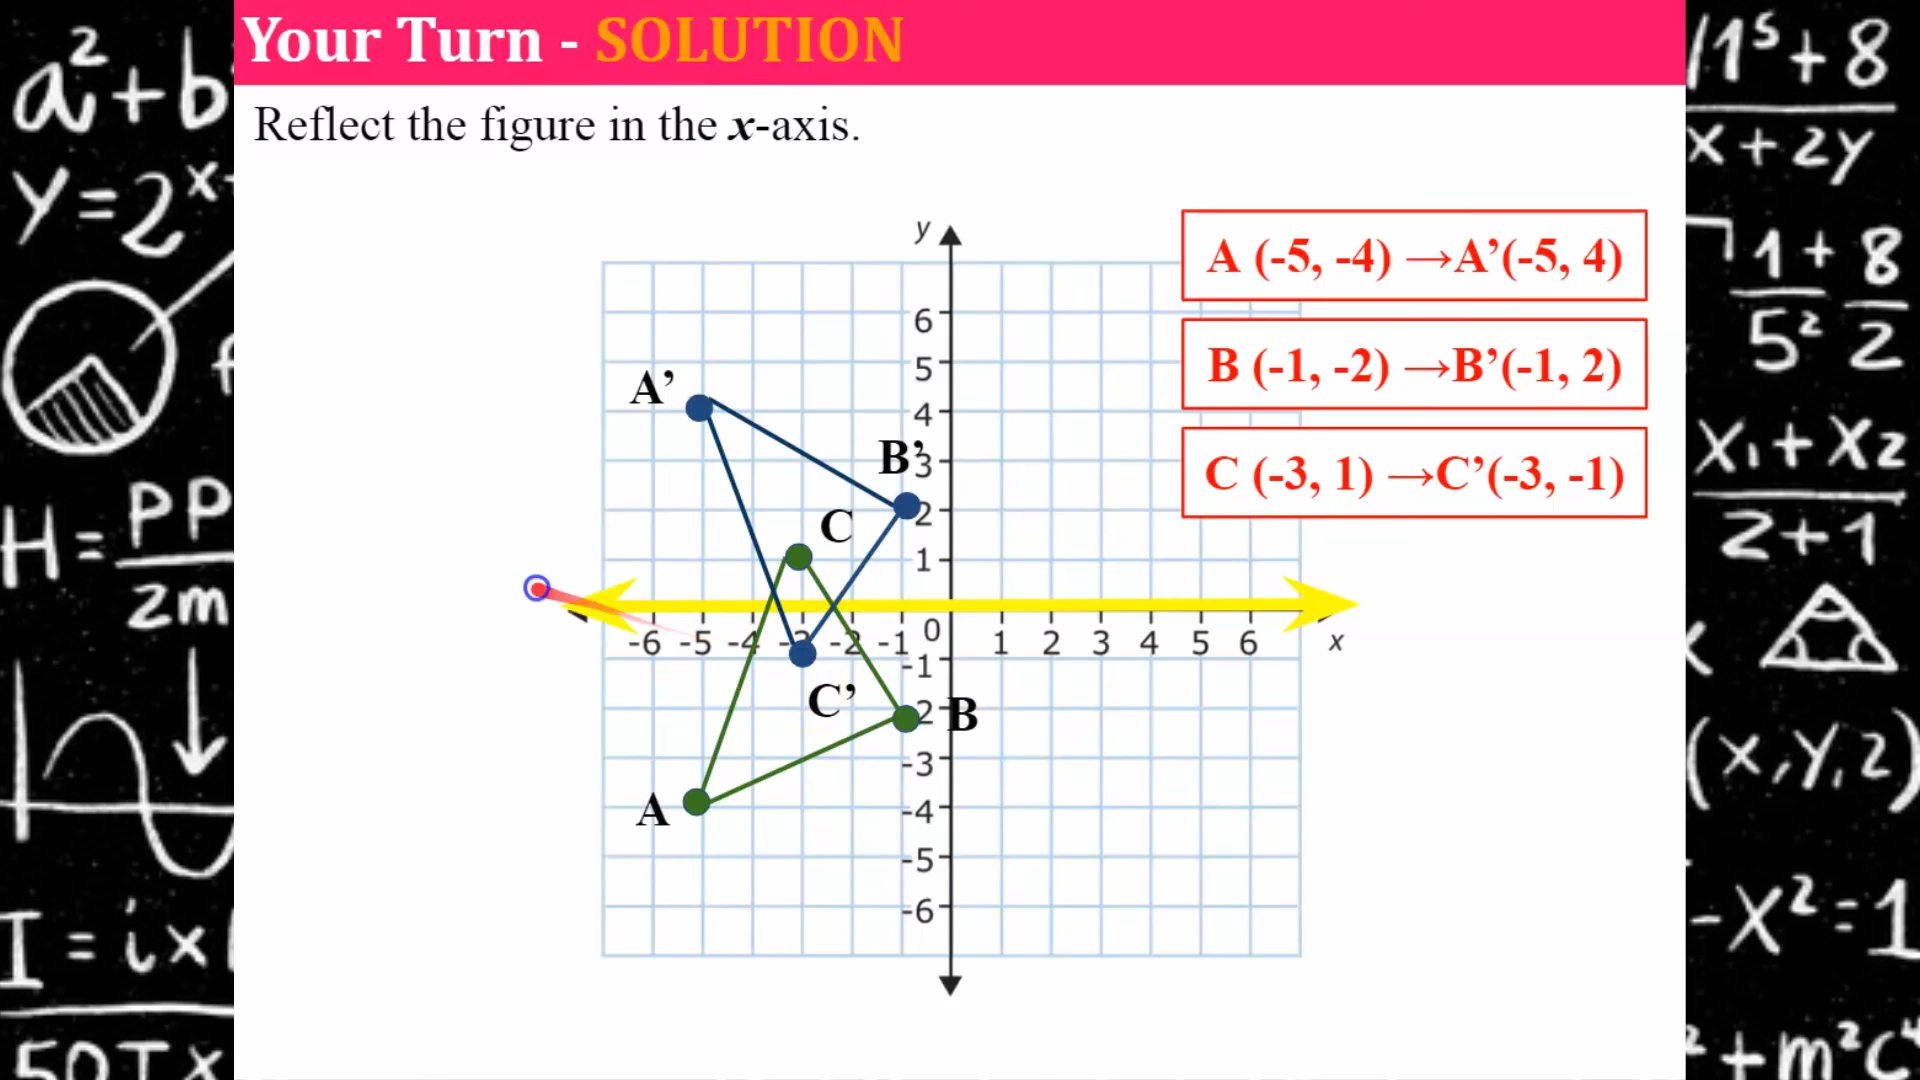 Your Turn - SOLUTION
Reflect the figure in the x-axis.
y
A (-5, -4) →A’(-5, 4)
B (-1, -2) →B’(-1, 2)
C (-3, 1) →C’(-3, -1)
6
5
4
3
2
1
0
A’
B’
C
-6 -5 -4 -3 -2 -1
1 2 3 4 5 6
x
-1
-2
-3
-4
-5
-6
C’
B
A
a²+b
y=2ˣ
H=
pp
2m
I = ix
50
+ 8
x + 2y
1 + 8
5² 2
x₁ + x₂
2+1
(x,y,z)
-x²=1
+m²c⁴